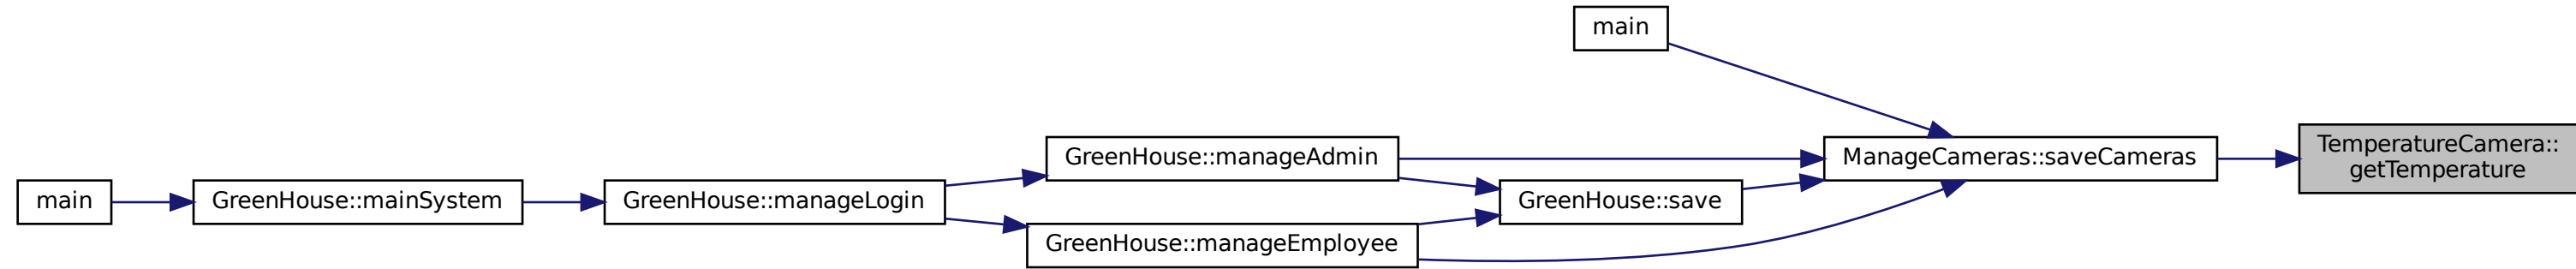 main
TemperatureCamera::
getTemperature
GreenHouse::manageAdmin
ManageCameras::saveCameras
main
GreenHouse::mainSystem
GreenHouse::manageLogin
GreenHouse::save
GreenHouse::manageEmployee